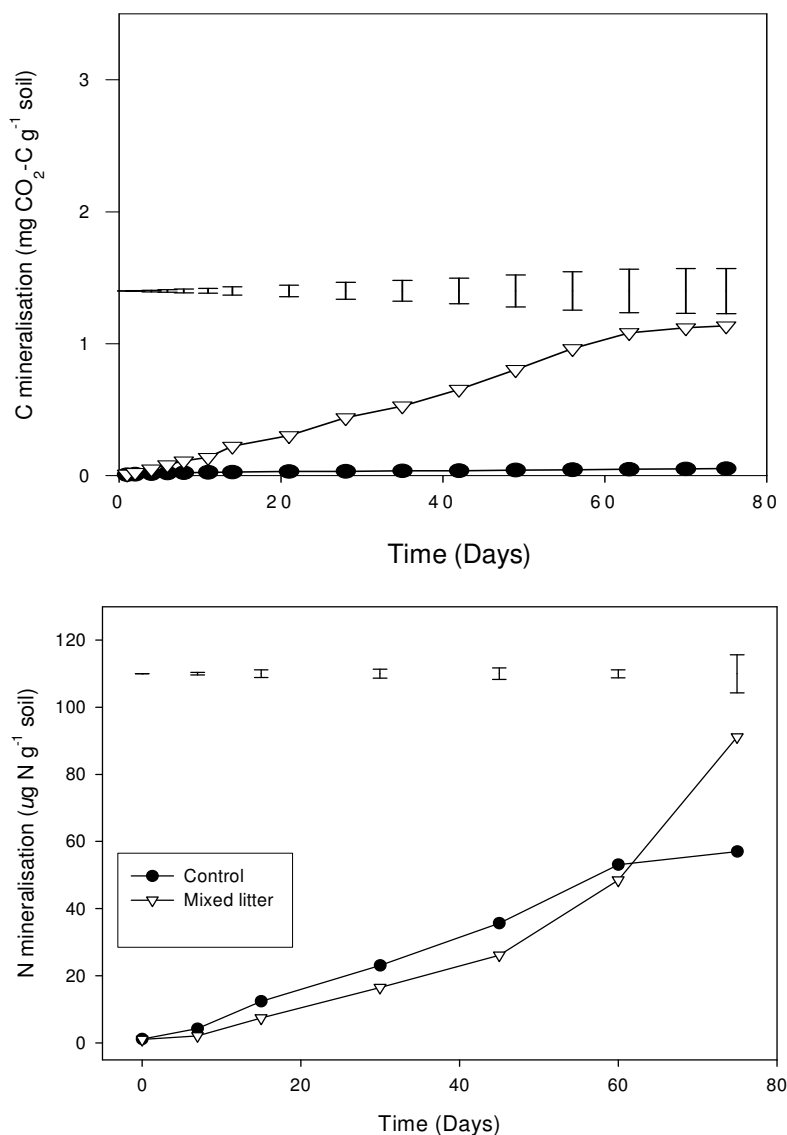 3
2
1
0
C mineralisation (mg CO₂-C g⁻¹ soil)
0 20 40 60 80
Time (Days)
120
100
80
60
40
20
0
N mineralisation (ug N g⁻¹ soil)
Control
Mixed litter
0 20 40 60 80
Time (Days)